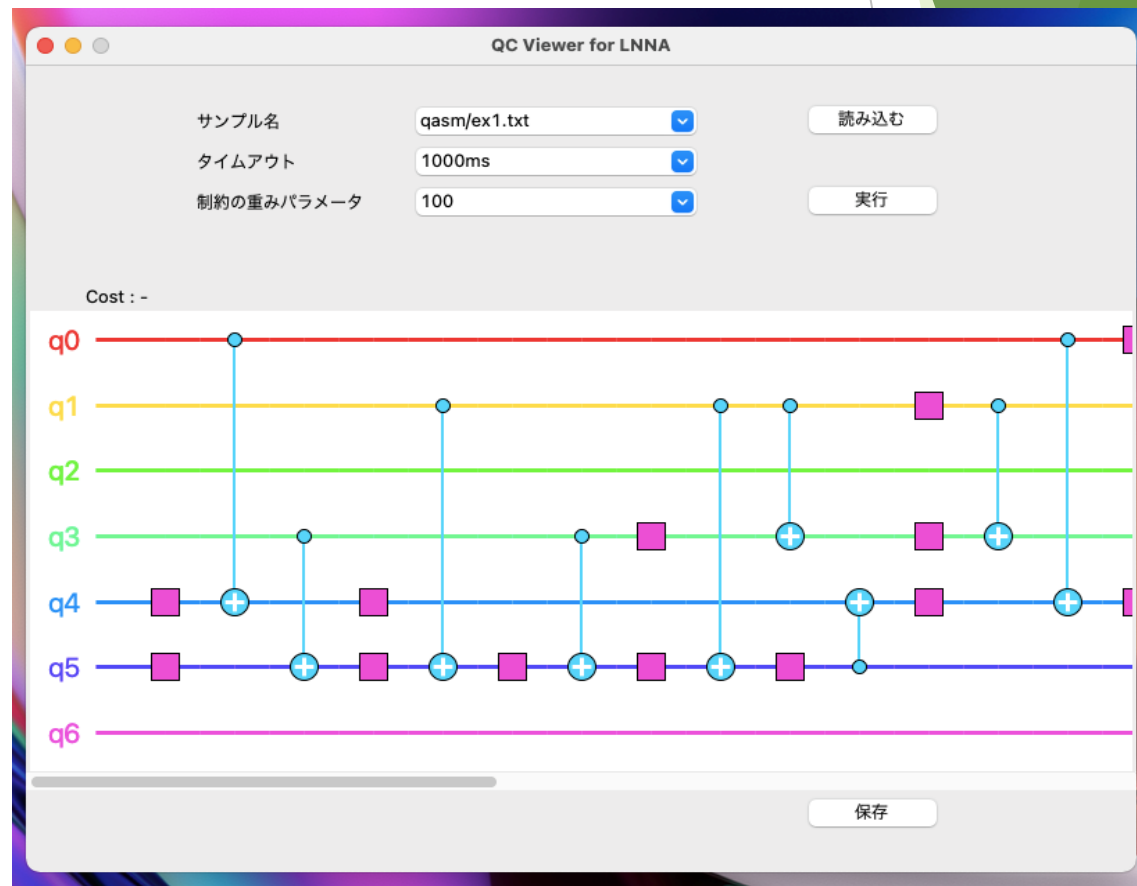 QC Viewer for LNNA
サンプル名 qasm/ex1.txt 読み込む
タイムアウト 1000ms
制約の重みパラメータ 100 実行
Cost : -
q0
q1
q2
q3
q4
q5
q6
保存